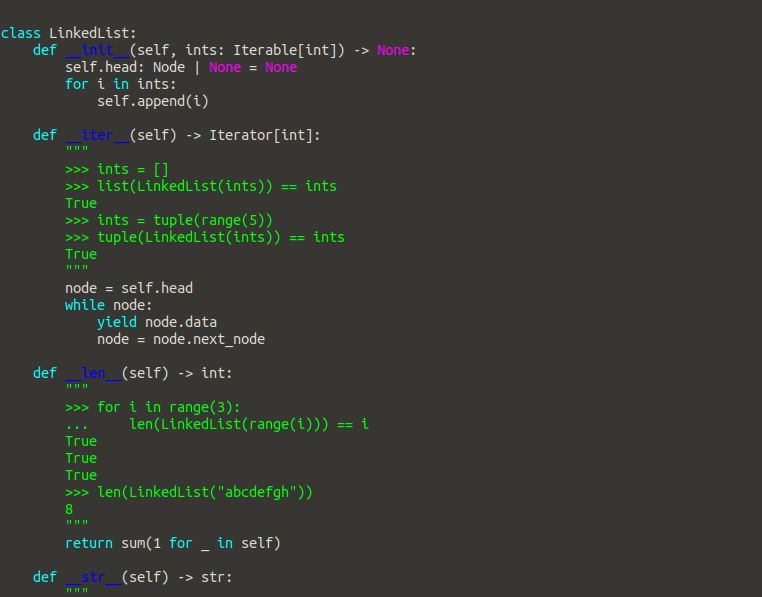 class LinkedList:
    def __init__(self, ints: Iterable[int]) -> None:
        self.head: Node | None = None
        for i in ints:
            self.append(i)

    def __iter__(self) -> Iterator[int]:
        """
        >>> ints = []
        >>> list(LinkedList(ints)) == ints
        True
        >>> ints = tuple(range(5))
        >>> tuple(LinkedList(ints)) == ints
        True
        """
        node = self.head
        while node:
            yield node.data
            node = node.next_node

    def __len__(self) -> int:
        """
        >>> for i in range(3):
        ...     len(LinkedList(range(i))) == i
        True
        True
        True
        >>> len(LinkedList("abcdefgh"))
        8
        """
        return sum(1 for _ in self)

    def __str__(self) -> str:
        """